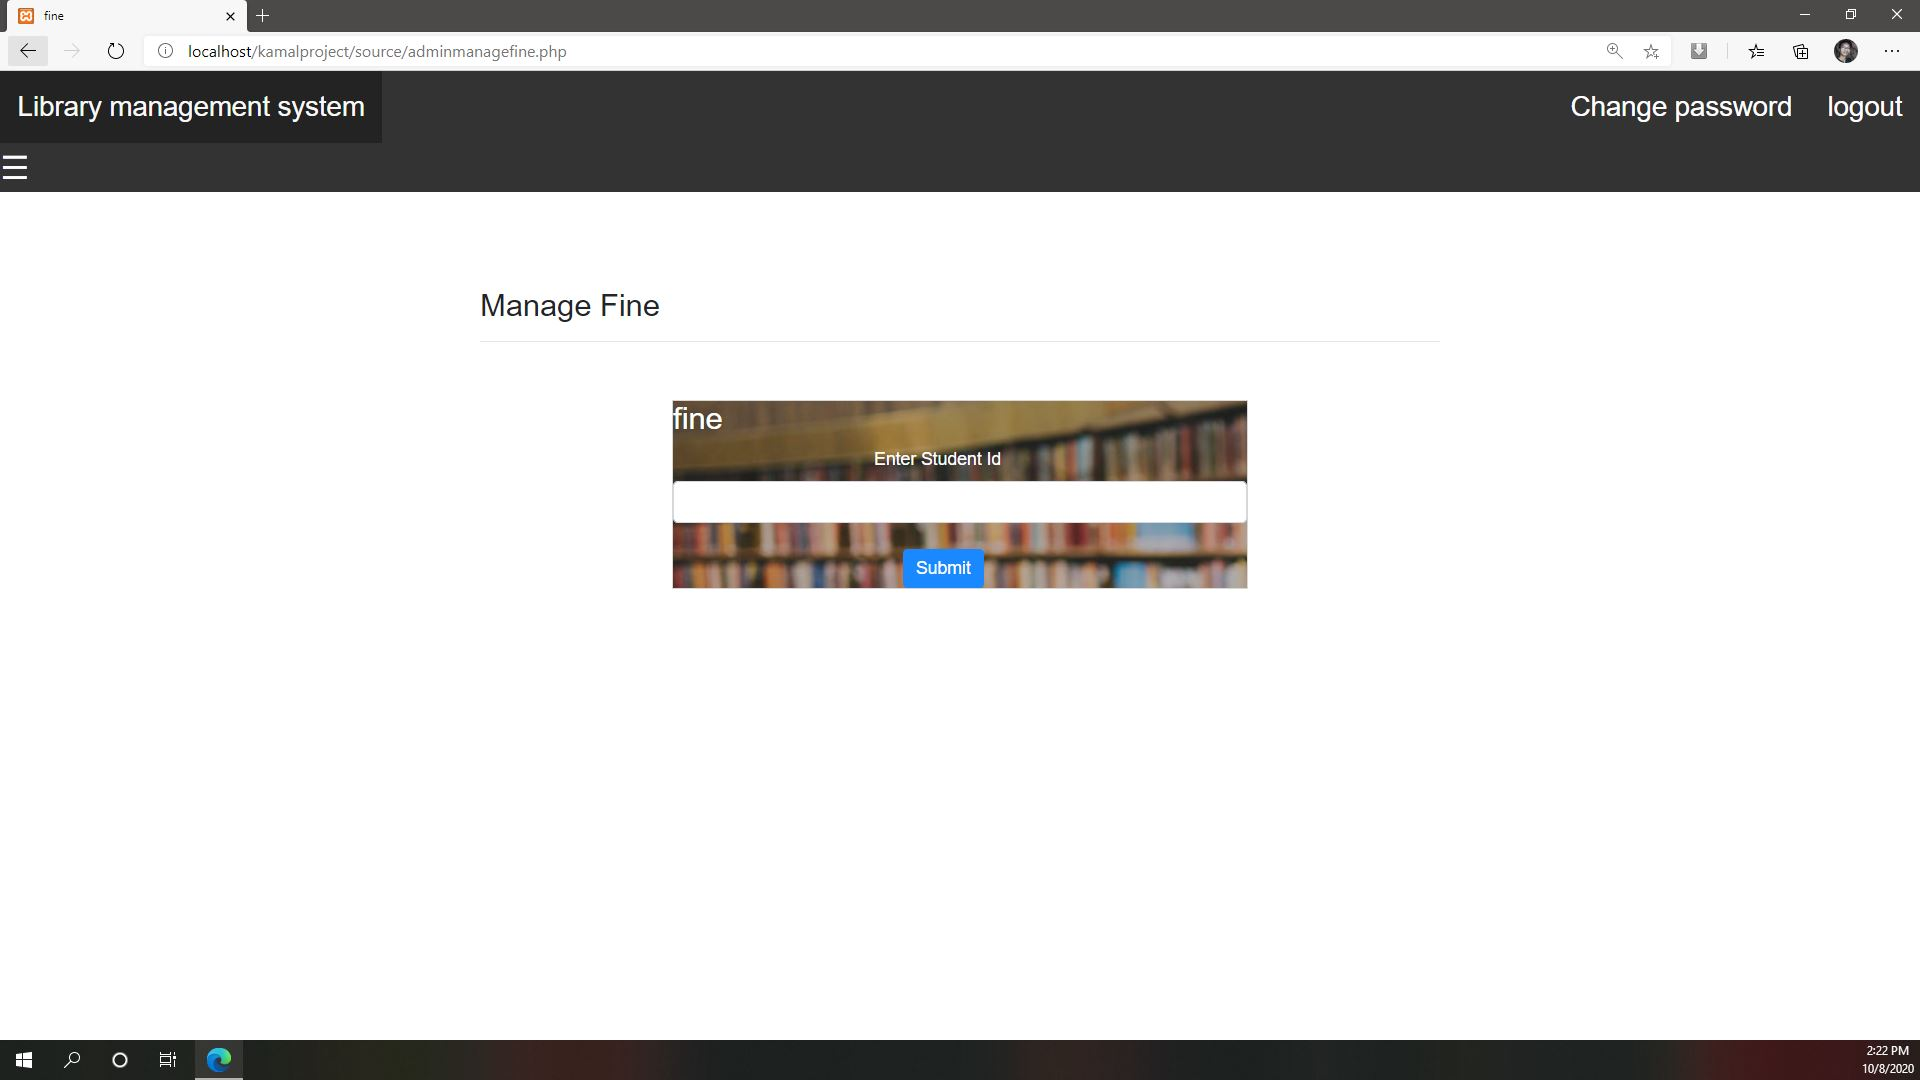 fine
localhost/kamalproject/source/adminmanagefine.php
Library management system
Change password
logout
Manage Fine
fine
Enter Student Id
Submit
2:22 PM
10/8/2020